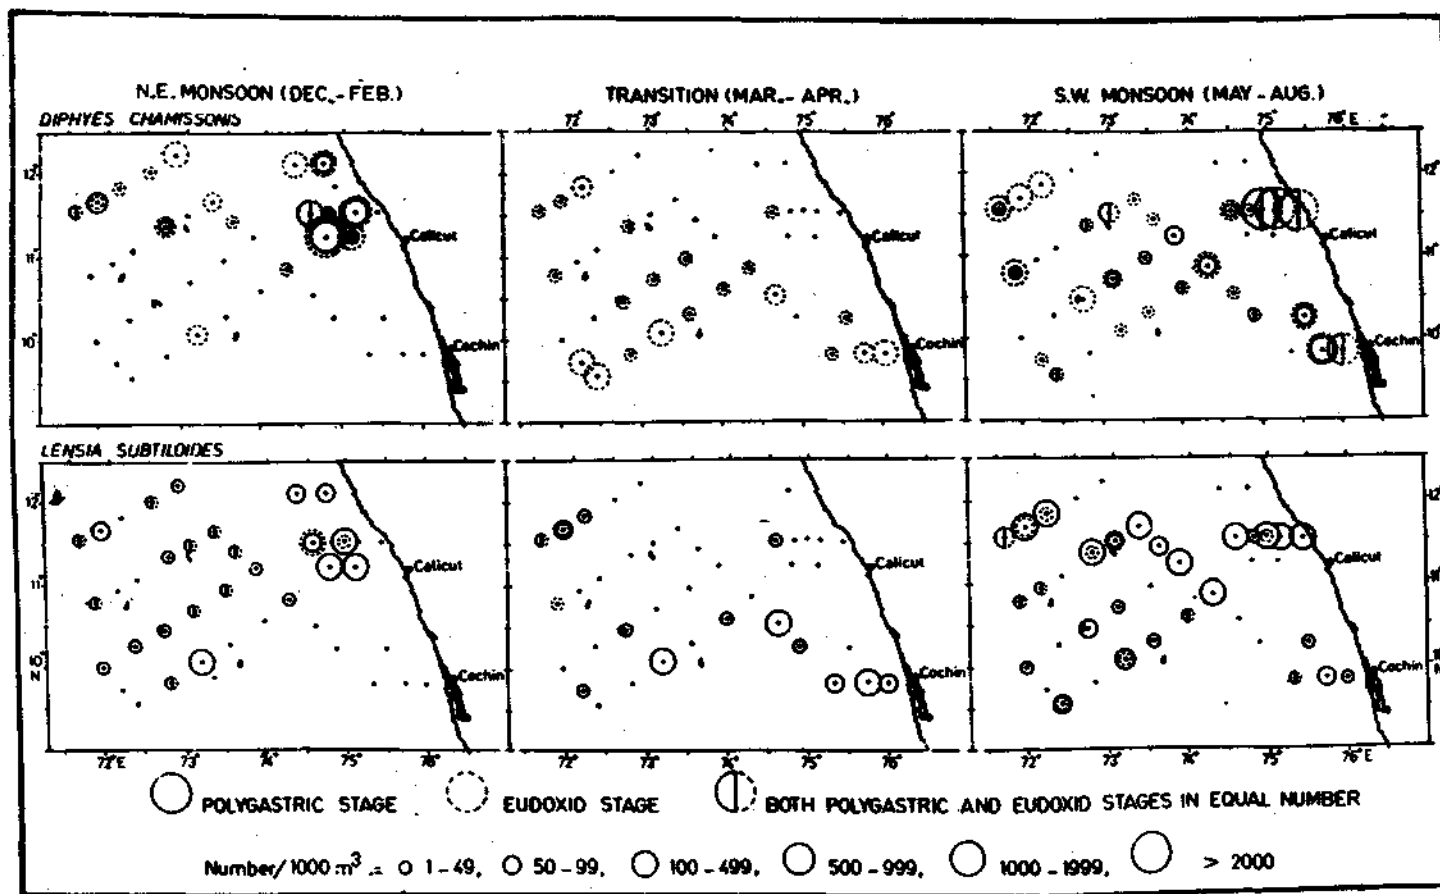 N.E. MONSOON (DEC.-FEB.) TRANSITION (MAR.-APR.) S.W. MONSOON (MAY-AUG.)
DIPHYES CHAMISSONIS
72° 73° 74° 75° 76° 72° 73° 74° 75° 76° E
12° 12°
Calicut Calicut Calicut
11° 11°
10° 10°
Cochin Cochin Cochin
LENSIA SUBTILOIDES
12° 12°
Calicut Calicut Calicut
11°
10° N
Cochin Cochin Cochin
72° E 73° 74° 75° 76° 72° 73° 74° 75° 76° 72° 73° 74° 75° 76° E
POLYGASTRIC STAGE EUDOXID STAGE BOTH POLYGASTRIC AND EUDOXID STAGES IN EQUAL NUMBER
Number/1000 m³ = 1-49, 50-99, 100-499, 500-999, 1000-1999, > 2000